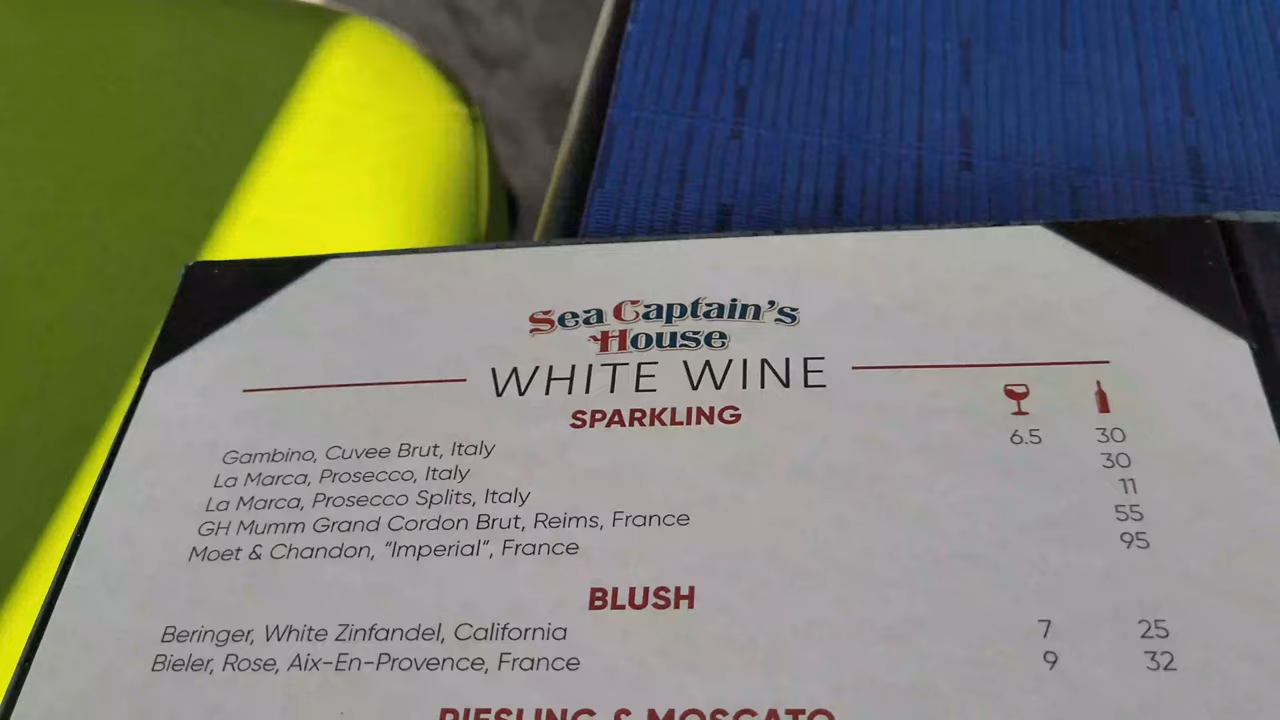 Sea Captain's
House
WHITE WINE
SPARKLING
Gambino, Cuvee Brut, Italy 6.5 30
La Marca, Prosecco, Italy 30
La Marca, Prosecco Splits, Italy 11
GH Mumm Grand Cordon Brut, Reims, France 55
Moet & Chandon, "Imperial", France 95
BLUSH
Beringer, White Zinfandel, California 7 25
Bieler, Rose, Aix-En-Provence, France 9 32
RIESLING & MOSCATO